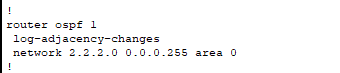 !
router ospf 1
 log-adjacency-changes
 network 2.2.2.0 0.0.0.255 area 0
!